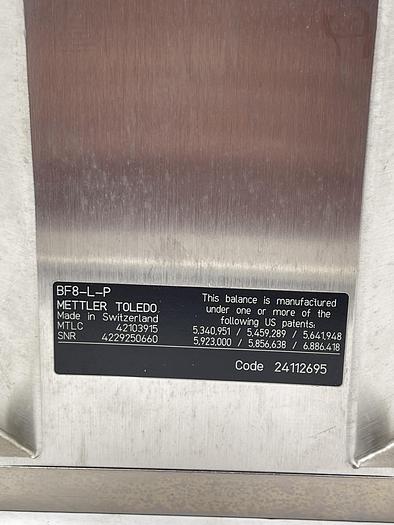 BF8-L-P
METTLER TOLEDO
Made in Switzerland
MTLC 42103915
SNR 4229250660
This balance is manufactured
under one or more of the
following US patents:
5,340,951 / 5,459,289 / 5,641,948
5,923,000 / 5,856,638 / 6,886,418
Code 24112695